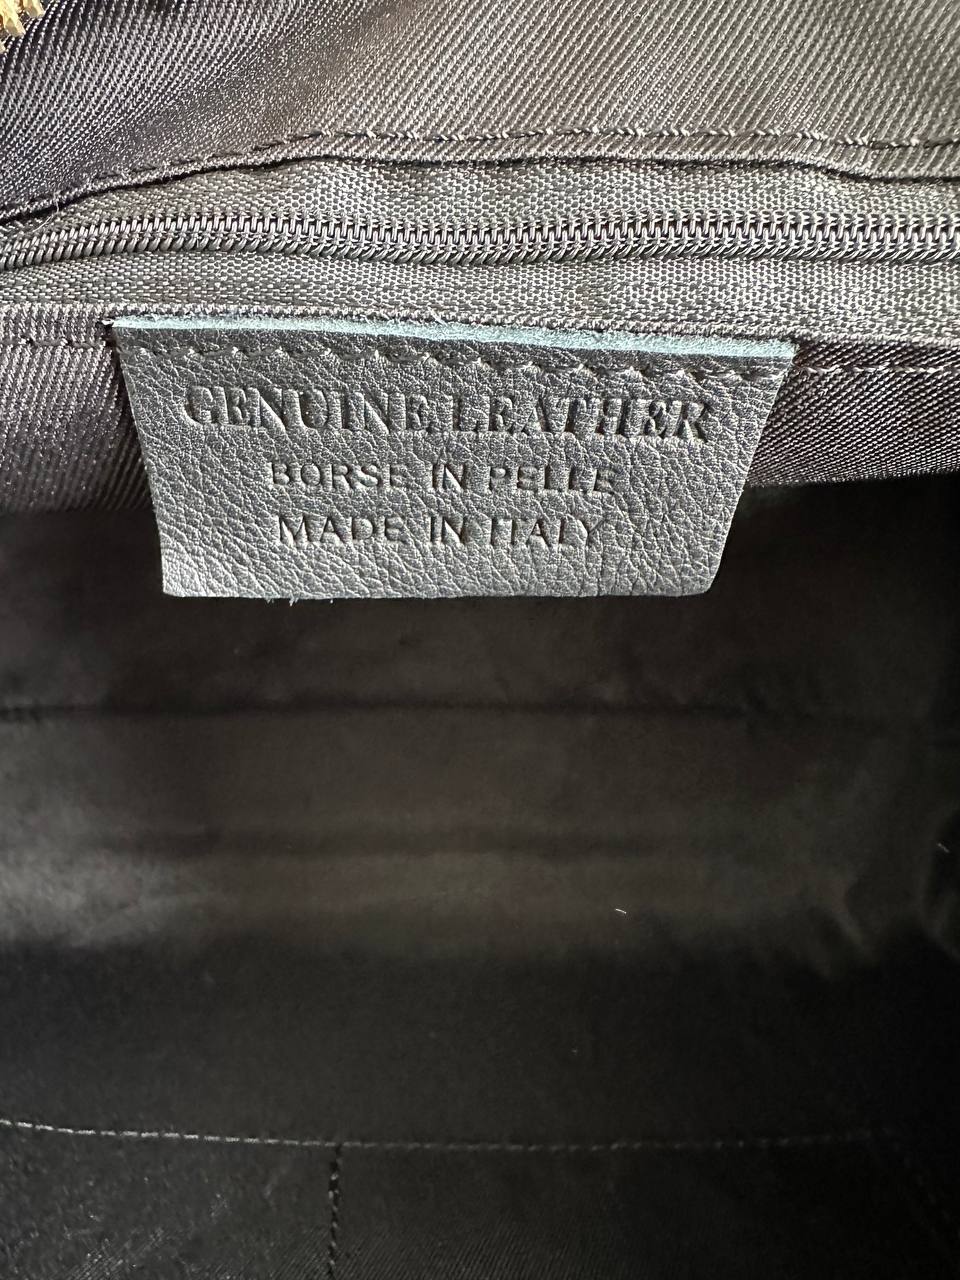 GENUINE LEATHER
BORSE IN PELLE
MADE IN ITALY